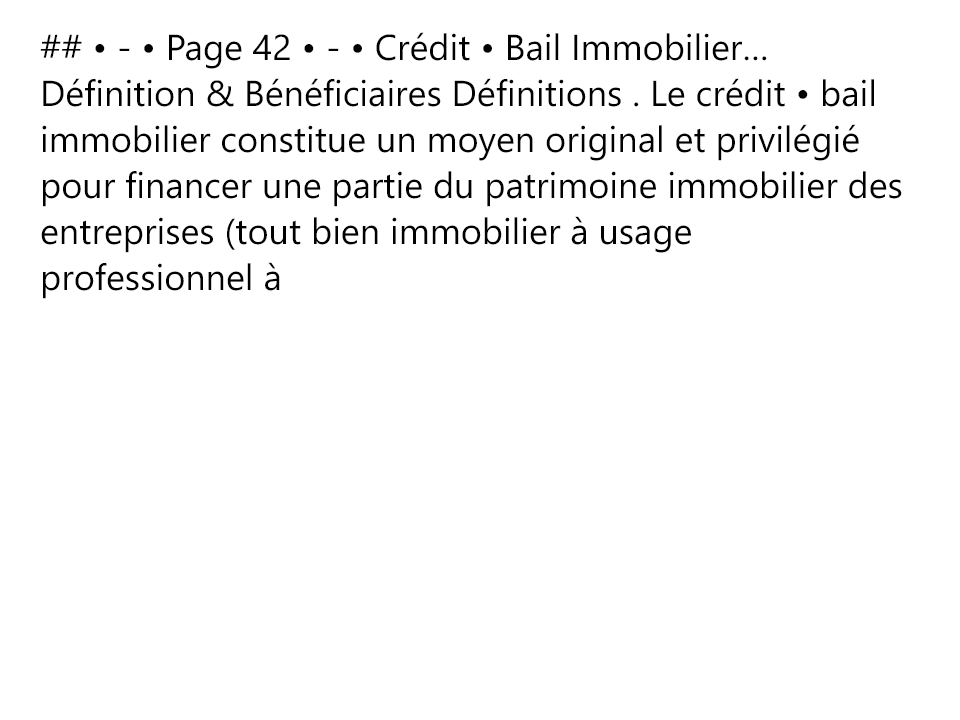 ## • - • Page 42 • - • Crédit • Bail Immobilier...
Définition & Bénéficiaires Définitions . Le crédit • bail
immobilier constitue un moyen original et privilégié
pour financer une partie du patrimoine immobilier des
entreprises (tout bien immobilier à usage
professionnel à